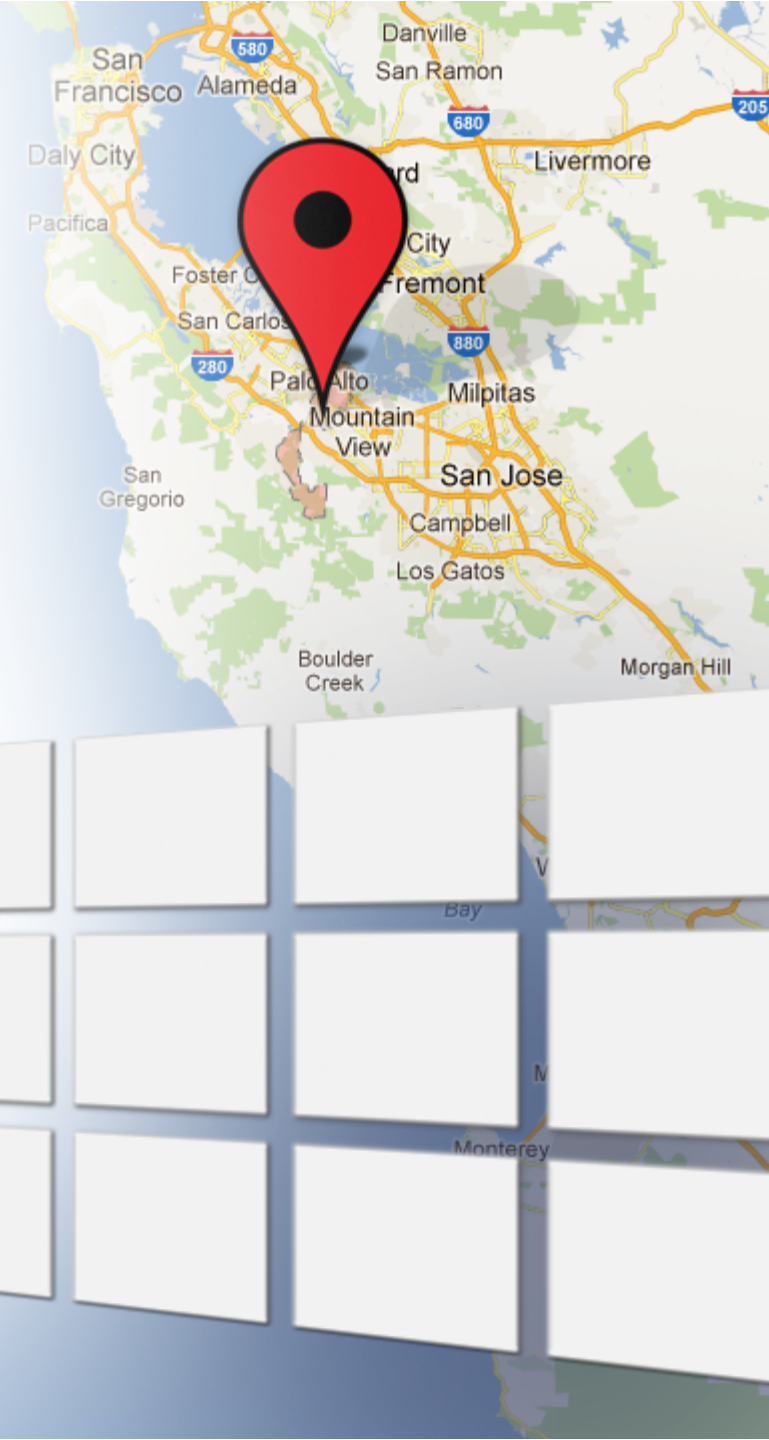 Danville
580
San
Francisco
Alameda
San Ramon
205
680
Daly City
Livermore
rd
Pacifica
City
Foster C
Fremont
San Carlos
880
280
Palo Alto
Milpitas
Mountain
View
San
Gregorio
San Jose
Campbell
Los Gatos
Boulder
Creek
Morgan Hill
Bay
Monterey